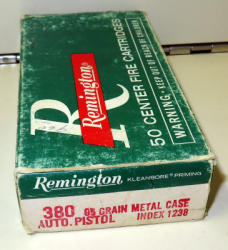 R
Remington®
50 CENTER FIRE CARTRIDGES
WARNING - KEEP OUT OF REACH OF CHILDREN
Remington KLEANBORE® PRIMING
380 95 GRAIN METAL CASE
AUTO. PISTOL INDEX 1238